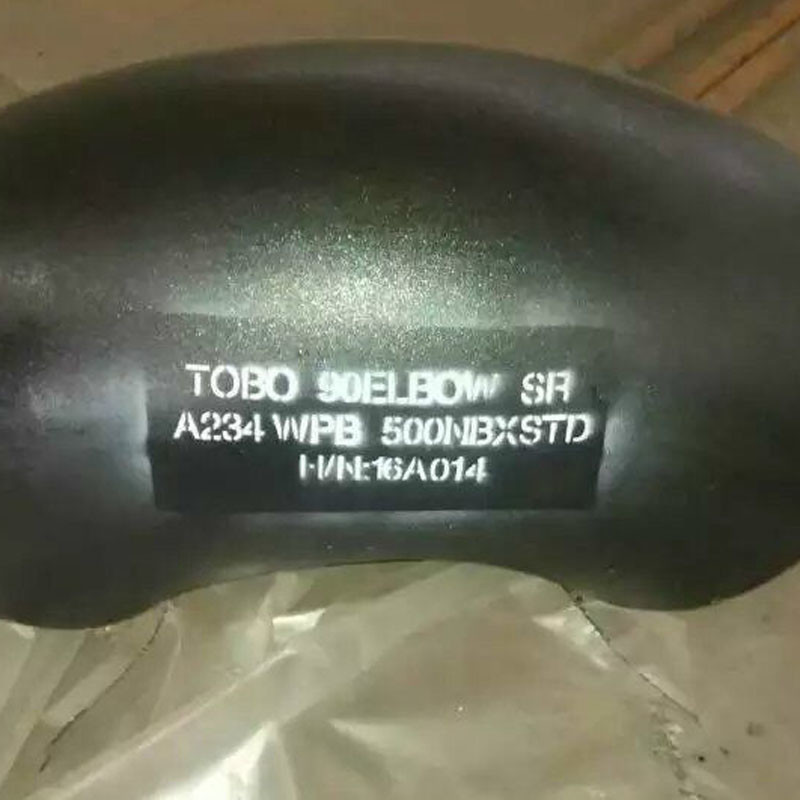 TOBO 90ELBOW SR
A234 WPB 500NBXSTD
H/N:16A014